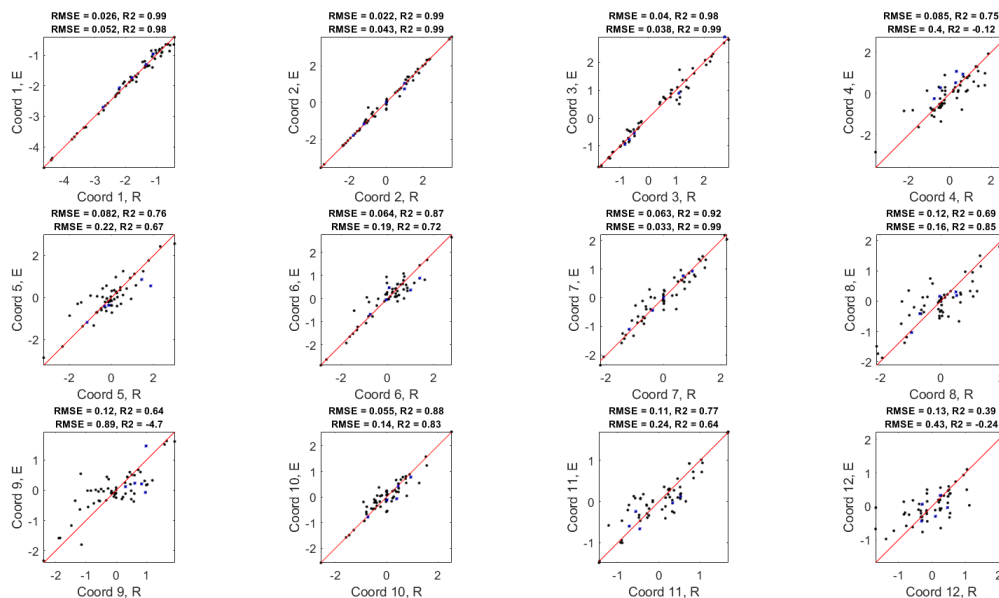 RMSE = 0.026, R2 = 0.99
RMSE = 0.052, R2 = 0.98
Coord 1, E
-1
-2
-3
-4
-4 -3 -2 -1
Coord 1, R
RMSE = 0.022, R2 = 0.99
RMSE = 0.043, R2 = 0.99
Coord 2, E
2
0
-2
-2 0 2
Coord 2, R
RMSE = 0.04, R2 = 0.98
RMSE = 0.038, R2 = 0.99
Coord 3, E
2
1
0
-1
-1 0 1 2
Coord 3, R
RMSE = 0.085, R2 = 0.75
RMSE = 0.4, R2 = -0.12
Coord 4, E
2
0
-2
-2 0 2
Coord 4, R
RMSE = 0.082, R2 = 0.76
RMSE = 0.22, R2 = 0.67
Coord 5, E
2
0
-2
-2 0 2
Coord 5, R
RMSE = 0.064, R2 = 0.87
RMSE = 0.19, R2 = 0.72
Coord 6, E
2
1
0
-1
-2
-2 0 2
Coord 6, R
RMSE = 0.063, R2 = 0.92
RMSE = 0.033, R2 = 0.99
Coord 7, E
2
1
0
-1
-2
-2 0 2
Coord 7, R
RMSE = 0.12, R2 = 0.69
RMSE = 0.16, R2 = 0.85
Coord 8, E
2
1
0
-1
-2
-2 -1 0 1 2
Coord 8, R
RMSE = 0.12, R2 = 0.64
RMSE = 0.89, R2 = -4.7
Coord 9, E
1
0
-1
-2
-2 -1 0 1
Coord 9, R
RMSE = 0.055, R2 = 0.88
RMSE = 0.14, R2 = 0.83
Coord 10, E
2
1
0
-1
-2
-2 0 2
Coord 10, R
RMSE = 0.11, R2 = 0.77
RMSE = 0.24, R2 = 0.64
Coord 11, E
1
0
-1
-1 0 1
Coord 11, R
RMSE = 0.13, R2 = 0.39
RMSE = 0.43, R2 = -0.24
Coord 12, E
2
1
0
-1
-1 0 1 2
Coord 12, R